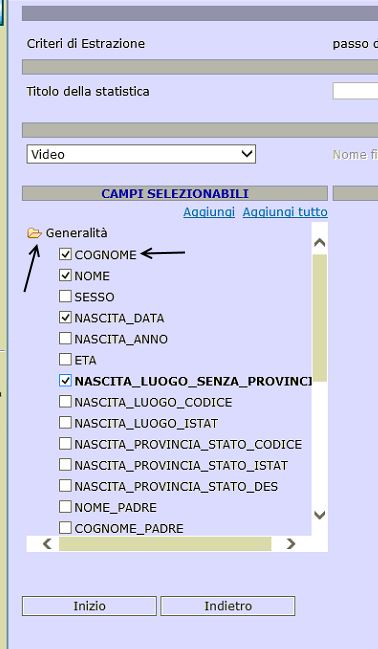 Criteri di Estrazione passo
Titolo della statistica
Video Nome
CAMPI SELEZIONABILI
Aggiungi Aggiungi tutto
Generalità
COGNOME
NOME
SESSO
NASCITA_DATA
NASCITA_ANNO
ETA
NASCITA_LUOGO_SENZA_PROVINCI
NASCITA_LUOGO_CODICE
NASCITA_LUOGO_ISTAT
NASCITA_PROVINCIA_STATO_CODICE
NASCITA_PROVINCIA_STATO_ISTAT
NASCITA_PROVINCIA_STATO_DES
NOME_PADRE
COGNOME_PADRE
Inizio Indietro